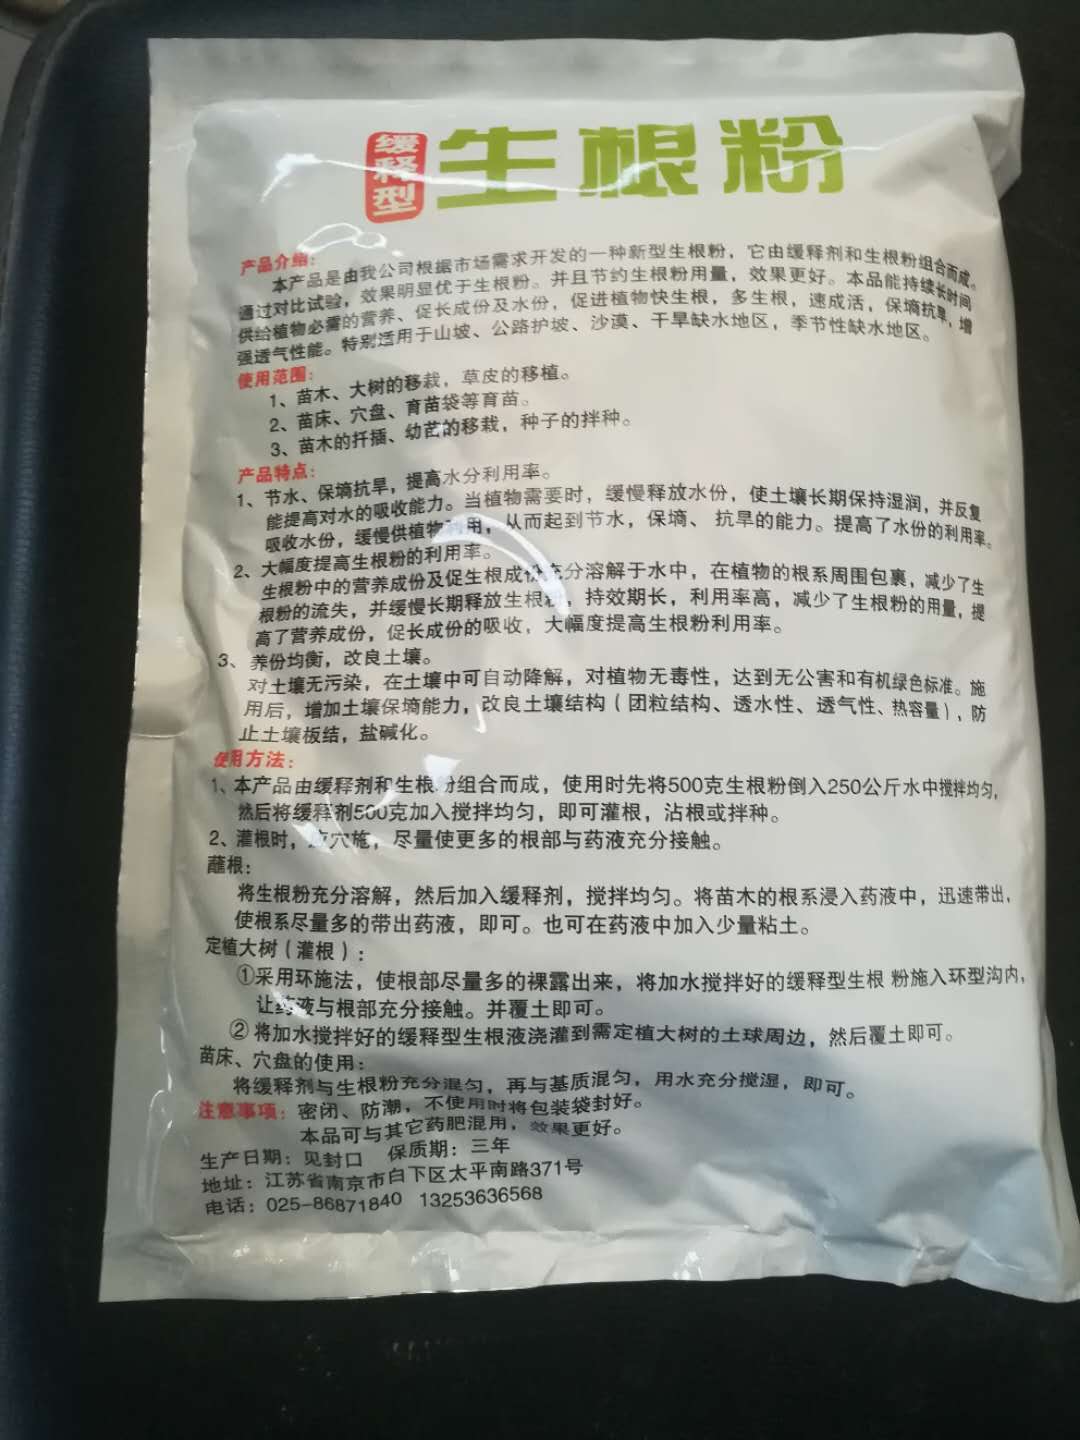 缓释型 生根粉
产品介绍:
本产品是由我公司根据市场需求开发的一种新型生根粉，它由缓释剂和生根粉组合而成。
通过对比试验，效果明显优于生根粉。并且节约生根粉用量，效果更好。本品能持续长时间
供给植物必需的营养、促长成份及水份，促进植物快生根，多生根，速成活，保墒抗旱，增
强透气性能。特别适用于山坡、公路护坡、沙漠、干旱缺水地区，季节性缺水地区。
使用范围:
1、苗木、大树的移栽，草皮的移植。
2、苗床、穴盘、育苗袋等育苗。
3、苗木的扦插、幼苗的移栽，种子的拌种。
产品特点:
1、节水、保墒抗旱，提高水分利用率。
能提高对水的吸收能力。当植物需要时，缓慢释放水份，使土壤长期保持湿润，并反复
吸收水份，缓慢供植物利用，从而起到节水，保墒、抗旱的能力。提高了水份的利用率。
2、大幅度提高生根粉的利用率。
生根粉中的营养成份及促生根成份充分溶解于水中，在植物的根系周围包裹，减少了生
根粉的流失，并缓慢长期释放生根粉，持效期长，利用率高，减少了生根粉的用量，提
高了营养成份，促长成份的吸收，大幅度提高生根粉利用率。
3、养份均衡，改良土壤。
对土壤无污染，在土壤中可自动降解，对植物无毒性，达到无公害和有机绿色标准。施
用后，增加土壤保墒能力，改良土壤结构（团粒结构、透水性、透气性、热容量），防
止土壤板结，盐碱化。
使用方法:
1、本产品由缓释剂和生根粉组合而成，使用时先将500克生根粉倒入250公斤水中搅拌均匀，
然后将缓释剂500克加入搅拌均匀，即可灌根，沾根或拌种。
2、灌根时，应穴施，尽量使更多的根部与药液充分接触。
蘸根:
将生根粉充分溶解，然后加入缓释剂，搅拌均匀。将苗木的根系浸入药液中，迅速带出，
使根系尽量多的带出药液，即可。也可在药液中加入少量粘土。
定植大树（灌根）:
①采用环施法，使根部尽量多的裸露出来，将加水搅拌好的缓释型生根 粉施入环型沟内，
让药液与根部充分接触。并覆土即可。
② 将加水搅拌好的缓释型生根液浇灌到需定植大树的土球周边，然后覆土即可。
苗床、穴盘的使用:
将缓释剂与生根粉充分混匀，再与基质混匀，用水充分搅湿，即可。
注意事项: 密闭、防潮，不使用时将包装袋封好。
本品可与其它药肥混用，效果更好。
生产日期: 见封口 保质期: 三年
地址: 江苏省南京市白下区太平南路371号
电话: 025-86871840 13253636568